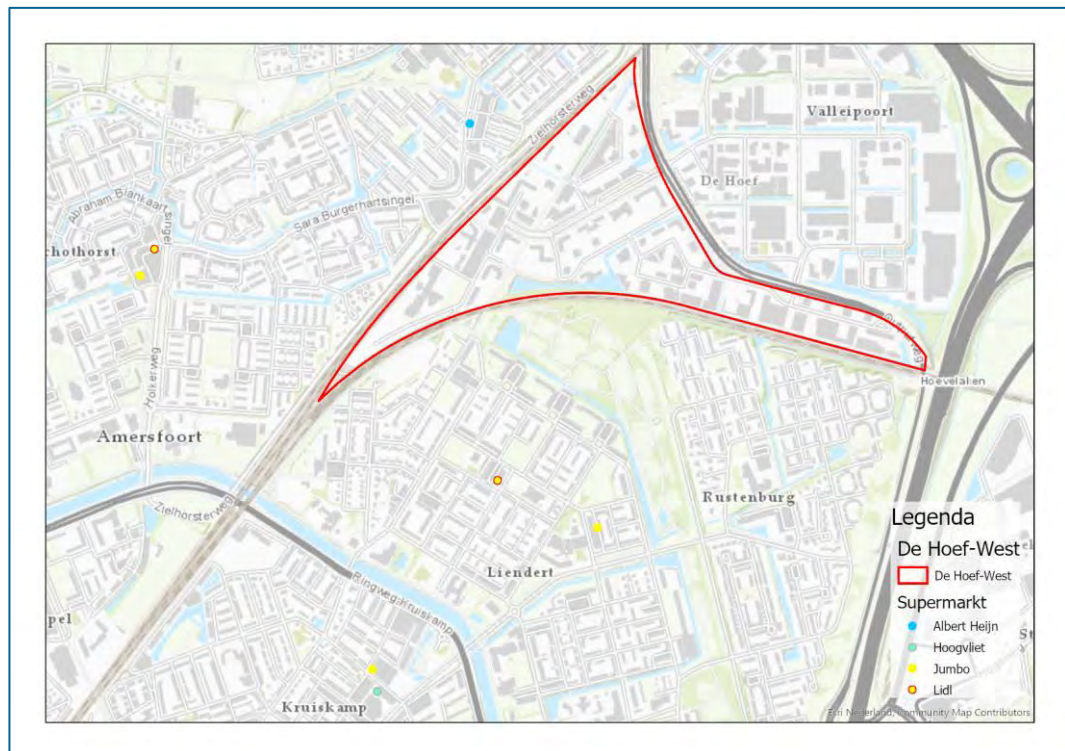 Zielhorsterweg
Valleipoort
De Hoef
Abraham Blankaart
singel
Sara Burgerhartsingel
chothorst
Holkerweg
Hoevelaken
Amersfoort
Zielhorsterweg
Rustenburg
Liendert
Ringweg-Kruiskamp
pel
Kruiskamp
Legenda
De Hoef-West
De Hoef-West
Supermarkt
Albert Heijn
Hoogvliet
Jumbo
Lidl
Esri Nederland, Community Map Contributors